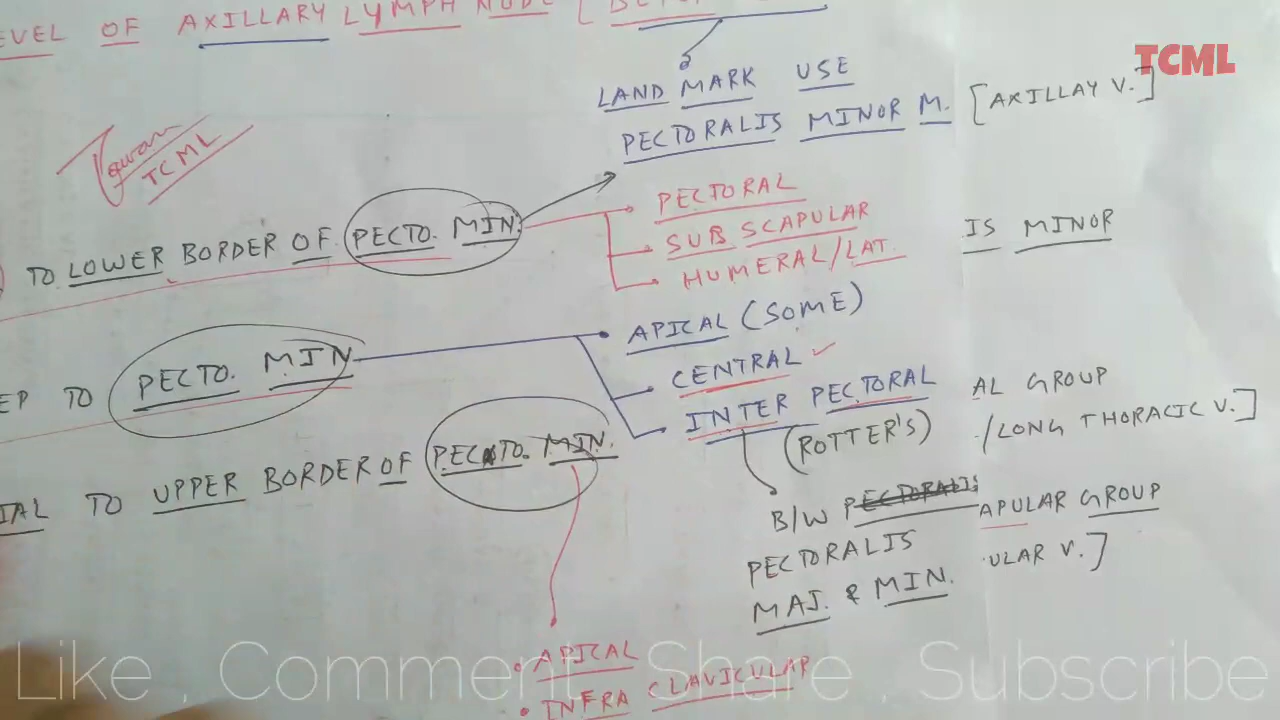 EVEL OF AXILLARY LYMPH NODE [
LAND MARK USE
PECTORALIS MINOR M.
[AXILLAY V.]
TCML
TCML
TO LOWER BORDER OF PECTO. MIN.
PECTORAL
SUB SCAPULAR
HUMERAL/LAT.
IS MINOR
EP TO PECTO. MIN
APICAL (SOME)
CENTRAL
INTER PECTORAL
(ROTTER'S)
AL GROUP
/LONG THORACIC V.]
IAL TO UPPER BORDER OF PECTO. MIN.
B/W PECTORALIS
PECTORALIS
MAJ. & MIN.
APULAR GROUP
ULAR V.]
• APICAL
• INFRA CLAVICULAR
Like . Comment . Share . Subscribe